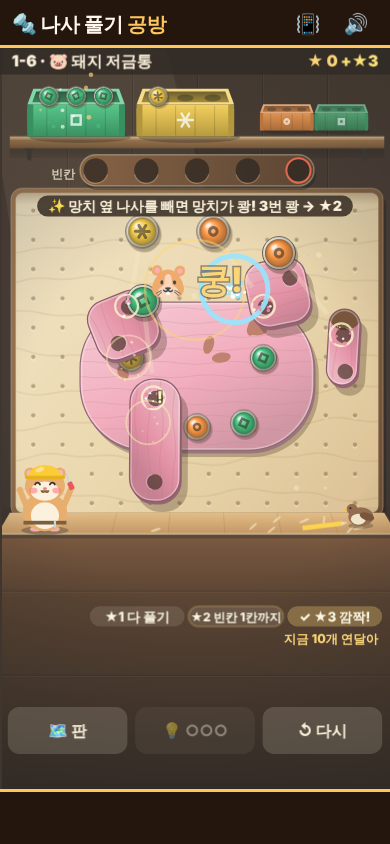 나사 풀기 공방
1-6 · 돼지 저금통
★ 0 +★3
빈칸
✨ 망치 옆 나사를 빼면 망치가 쾅! 3번 쾅 → ★2
쿵!
★1 다 풀기
★2 빈칸 1칸까지
✓ ★3 깜짝!
지금 10개 연달아
판
다시